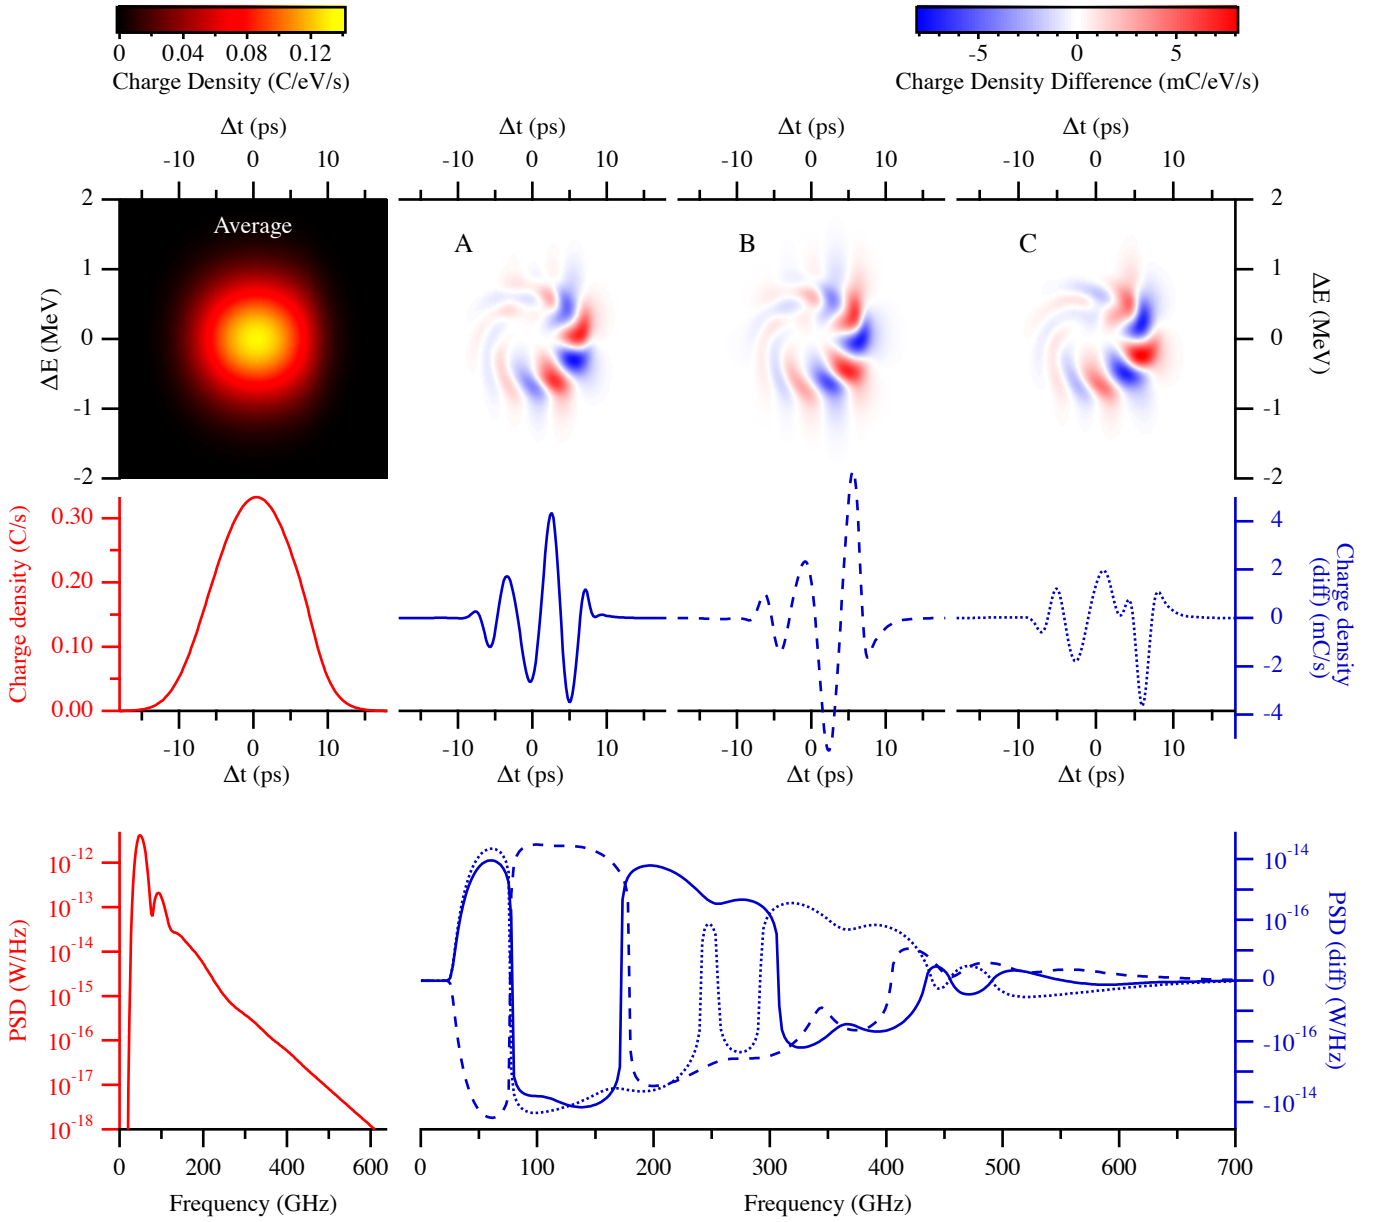 0 0.04 0.08 0.12
Charge Density (C/eV/s)
-5 0 5
Charge Density Difference (mC/eV/s)
Δt (ps) Δt (ps) Δt (ps) Δt (ps)
-10 0 10 -10 0 10 -10 0 10 -10 0 10
Average
A
B
C
ΔE (MeV)
2
1
0
-1
-2
2
1
0
-1
-2
ΔE (MeV)
Charge density (C/s)
0.30
0.20
0.10
0.00
4
2
0
-2
-4
Charge density
(diff) (mC/s)
-10 0 10 -10 0 10 -10 0 10 -10 0 10
Δt (ps) Δt (ps) Δt (ps) Δt (ps)
PSD (W/Hz)
10-12
10-13
10-14
10-15
10-16
10-17
10-18
10-14
10-16
0
-10-16
-10-14
PSD (diff) (W/Hz)
0 200 400 600
Frequency (GHz)
0 100 200 300 400 500 600 700
Frequency (GHz)